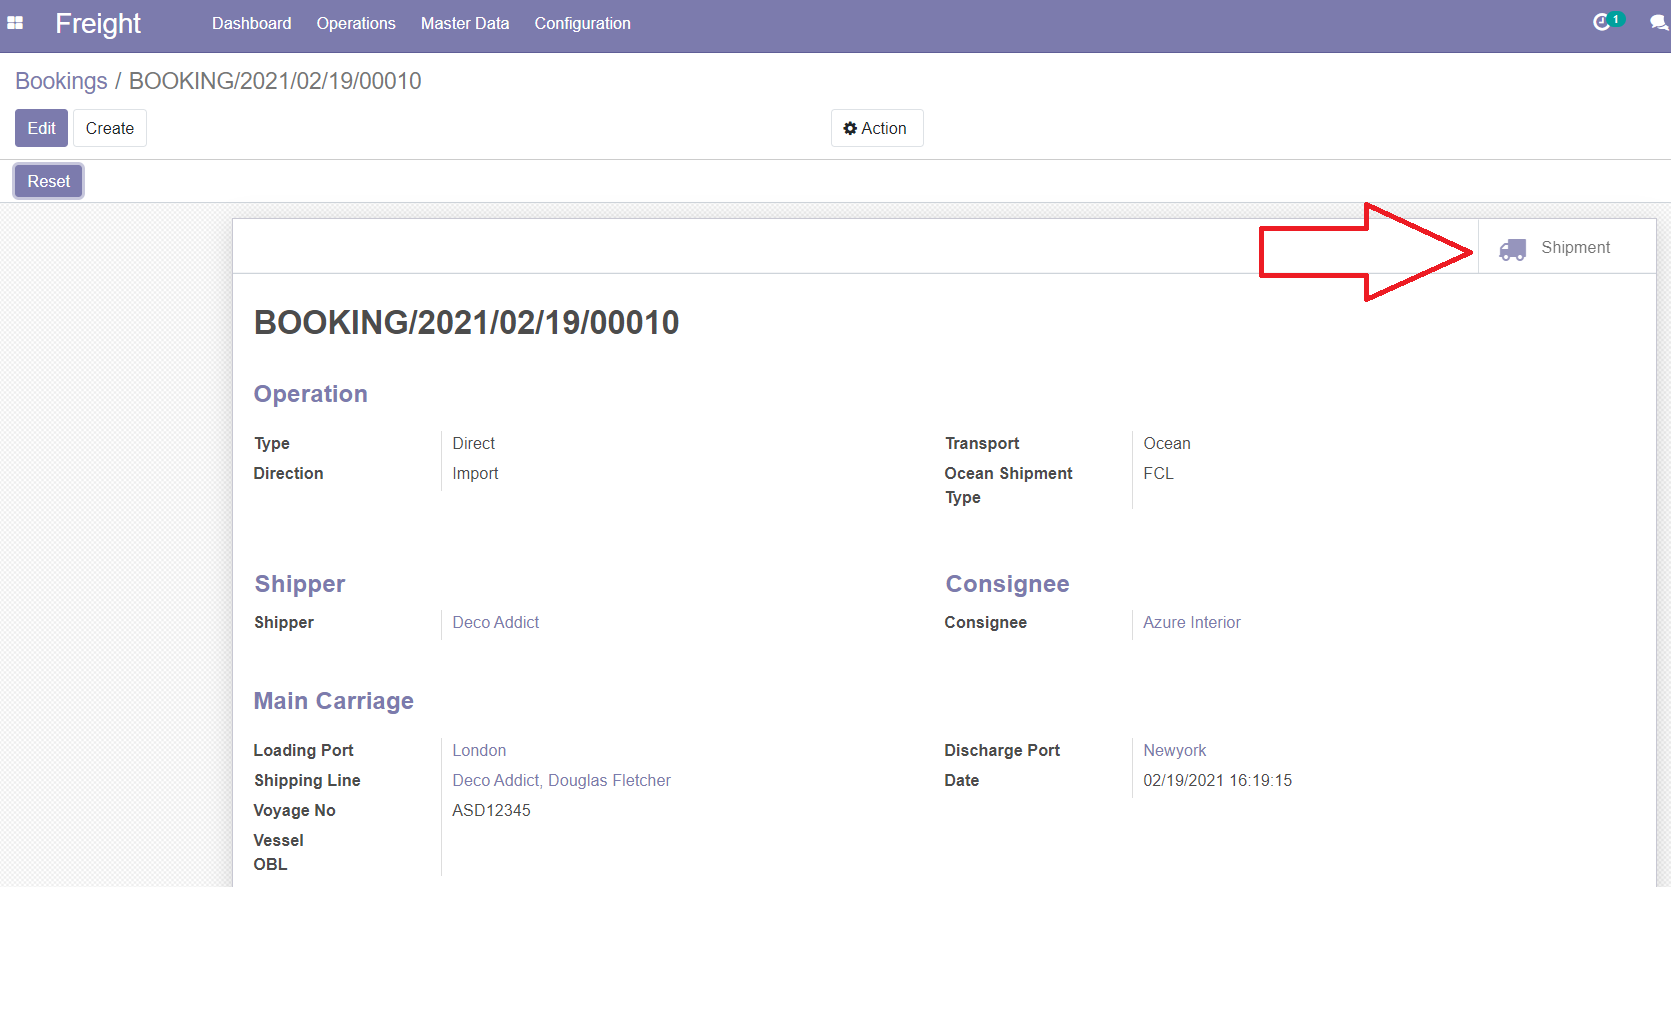 Freight Dashboard Operations Master Data Configuration 1
Bookings / BOOKING/2021/02/19/00010
Edit Create Action
Reset
Shipment
BOOKING/2021/02/19/00010
Operation
Type Direct Transport Ocean
Direction Import Ocean Shipment FCL
Type
Shipper Consignee
Shipper Deco Addict Consignee Azure Interior
Main Carriage
Loading Port London Discharge Port Newyork
Shipping Line Deco Addict, Douglas Fletcher Date 02/19/2021 16:19:15
Voyage No ASD12345
Vessel
OBL